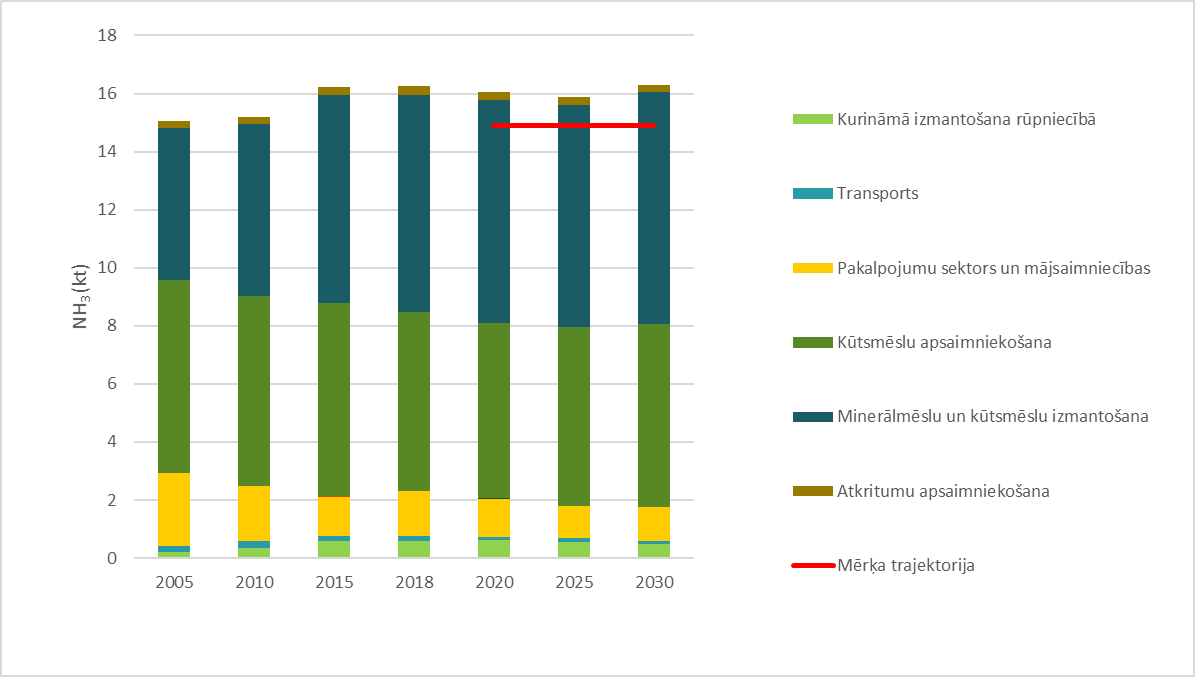 18
16
14
12
10
8
6
4
2
0
NH₃(kt)
2005 2010 2015 2018 2020 2025 2030
Kurināmā izmantošana rūpniecībā
Transports
Pakalpojumu sektors un mājsaimniecības
Kūtsmēslu apsaimniekošana
Minerālmēslu un kūtsmēslu izmantošana
Atkritumu apsaimniekošana
Mērķa trajektorija